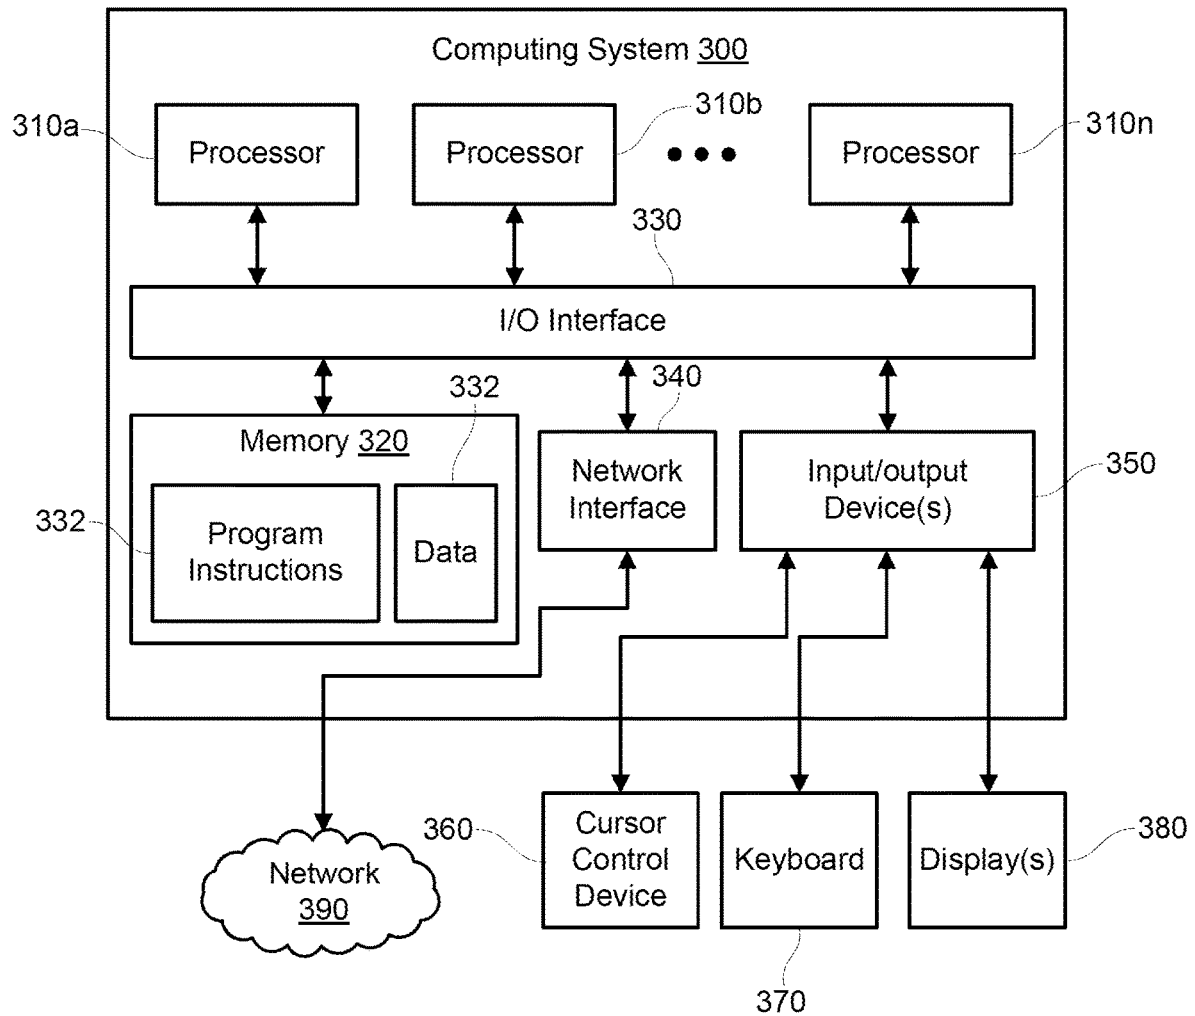 Computing System 300
310a
Processor
310b
Processor
310n
Processor
330
I/O Interface
332
340
Memory 320
332
Program
Instructions
Data
Network
Interface
350
Input/output
Device(s)
360
Cursor
Control
Device
Keyboard
370
380
Display(s)
Network
390